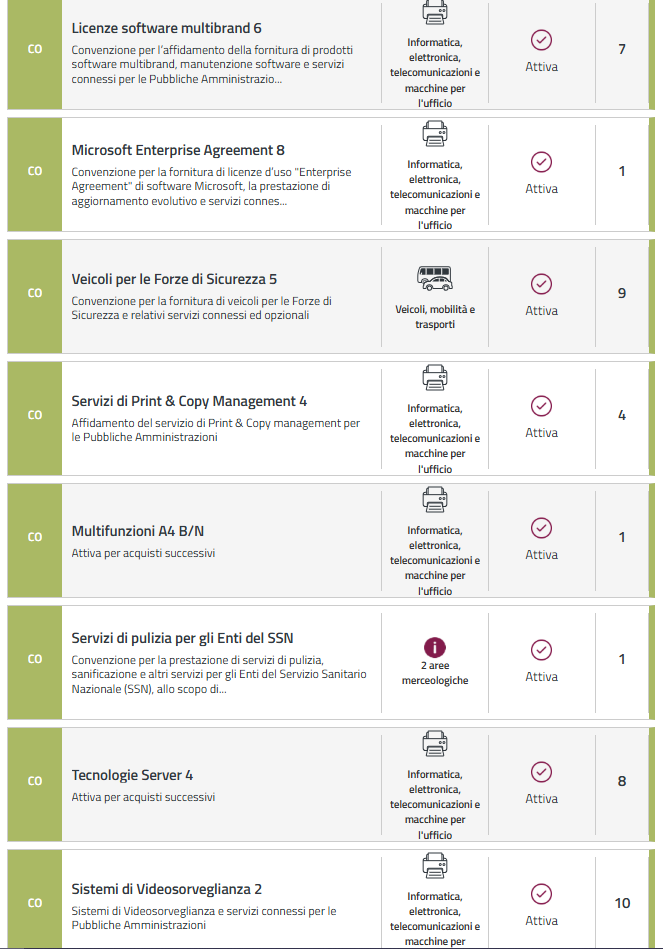 CO
Licenze software multibrand 6
Convenzione per l'affidamento della fornitura di prodotti
software multibrand, manutenzione software e servizi
connessi per le Pubbliche Amministrazio...
Informatica,
elettronica,
telecomunicazioni e
macchine per
l'ufficio
Attiva
7
CO
Microsoft Enterprise Agreement 8
Convenzione per la fornitura di licenze d'uso "Enterprise
Agreement" di software Microsoft, la prestazione di
aggiornamento evolutivo e servizi connes...
Informatica,
elettronica,
telecomunicazioni e
macchine per
l'ufficio
Attiva
1
CO
Veicoli per le Forze di Sicurezza 5
Convenzione per la fornitura di veicoli per le Forze di
Sicurezza e relativi servizi connessi ed opzionali
Veicoli, mobilità e
trasporti
Attiva
9
CO
Servizi di Print & Copy Management 4
Affidamento del servizio di Print & Copy management per
le Pubbliche Amministrazioni
Informatica,
elettronica,
telecomunicazioni e
macchine per
l'ufficio
Attiva
4
CO
Multifunzioni A4 B/N
Attiva per acquisti successivi
Informatica,
elettronica,
telecomunicazioni e
macchine per
l'ufficio
Attiva
1
CO
Servizi di pulizia per gli Enti del SSN
Convenzione per la prestazione di servizi di pulizia,
sanificazione e altri servizi per gli Enti del Servizio Sanitario
Nazionale (SSN), allo scopo di...
2 aree
merceologiche
Attiva
1
CO
Tecnologie Server 4
Attiva per acquisti successivi
Informatica,
elettronica,
telecomunicazioni e
macchine per
l'ufficio
Attiva
8
CO
Sistemi di Videosorveglianza 2
Sistemi di Videosorveglianza e servizi connessi per le
Pubbliche Amministrazioni
Informatica,
elettronica,
telecomunicazioni e
macchine per
Attiva
10